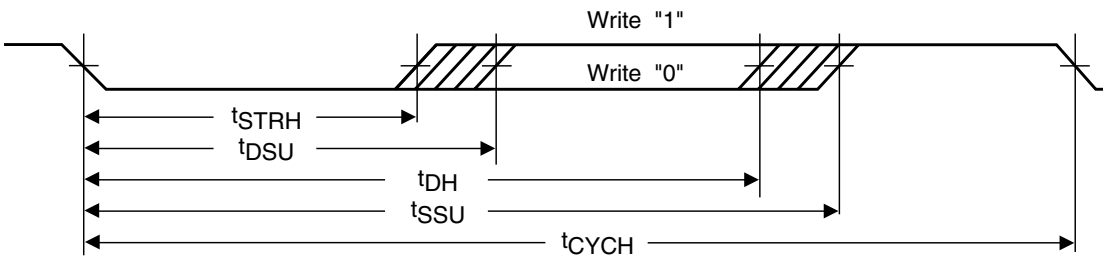 Write "1"
Write "0"
tSTRH
tDSU
tDH
tSSU
tCYCH